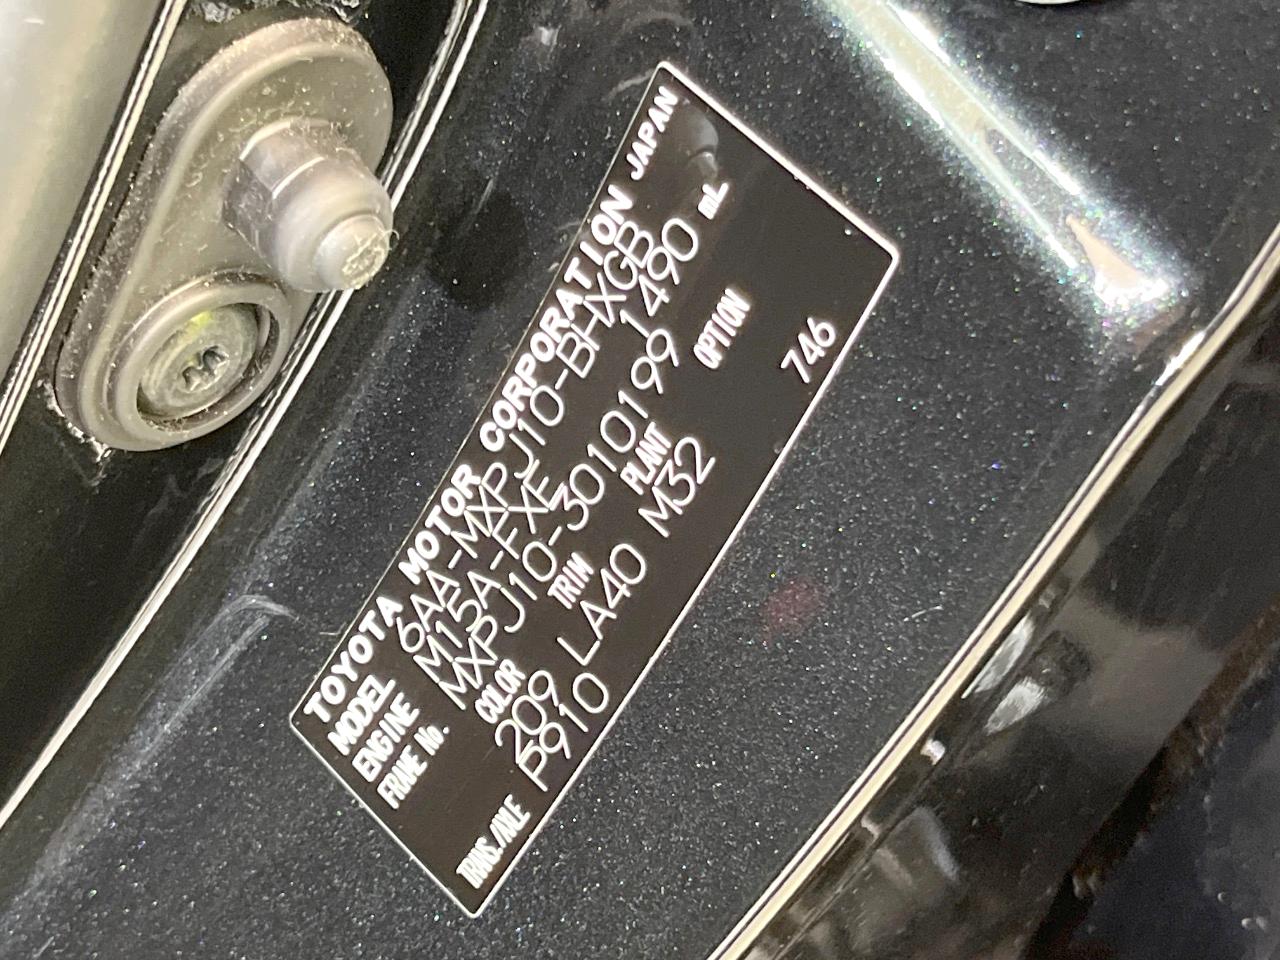 TOYOTA MOTOR CORPORATION JAPAN
MODEL 6AA-MXPJ10-BHXGB
ENGINE M15A-FXE 1490 mL
FRAME No. MXPJ10-3010199
COLOR TRIM PLANT OPTION
209 LA40 M32 746
TRANS./AXLE P910